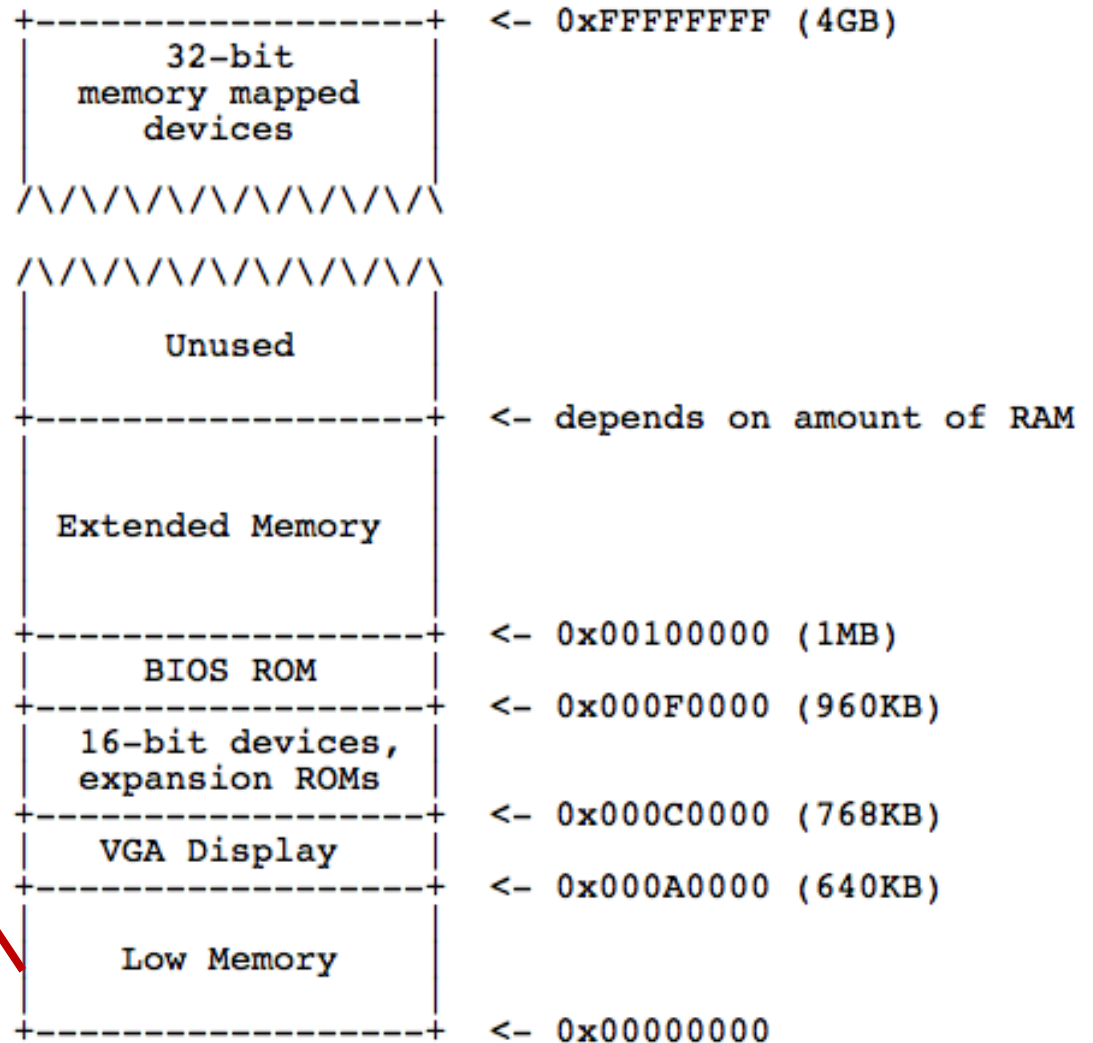 +------------------+ <- 0xFFFFFFFF (4GB)
| 32-bit |
| memory mapped |
| devices |
| |
/\/\/\/\/\/\/\/\/\/\
/\/\/\/\/\/\/\/\/\/\
| |
| Unused |
| |
+------------------+ <- depends on amount of RAM
| |
| |
| Extended Memory |
| |
| |
+------------------+ <- 0x00100000 (1MB)
| BIOS ROM |
+------------------+ <- 0x000F0000 (960KB)
| 16-bit devices, |
| expansion ROMs |
+------------------+ <- 0x000C0000 (768KB)
| VGA Display |
+------------------+ <- 0x000A0000 (640KB)
| |
| Low Memory |
| |
+------------------+ <- 0x00000000